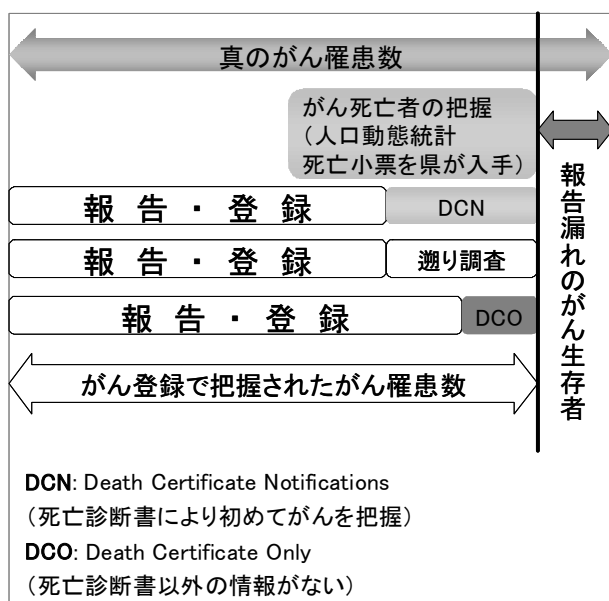 真のがん罹患数
がん死亡者の把握
（人口動態統計
死亡小票を県が入手）
報告漏れのがん生存者
報 告 ・ 登 録
DCN
報 告 ・ 登 録
遡り調査
報 告 ・ 登 録
DCO
がん登録で把握されたがん罹患数
DCN: Death Certificate Notifications
（死亡診断書により初めてがんを把握）
DCO: Death Certificate Only
（死亡診断書以外の情報がない）